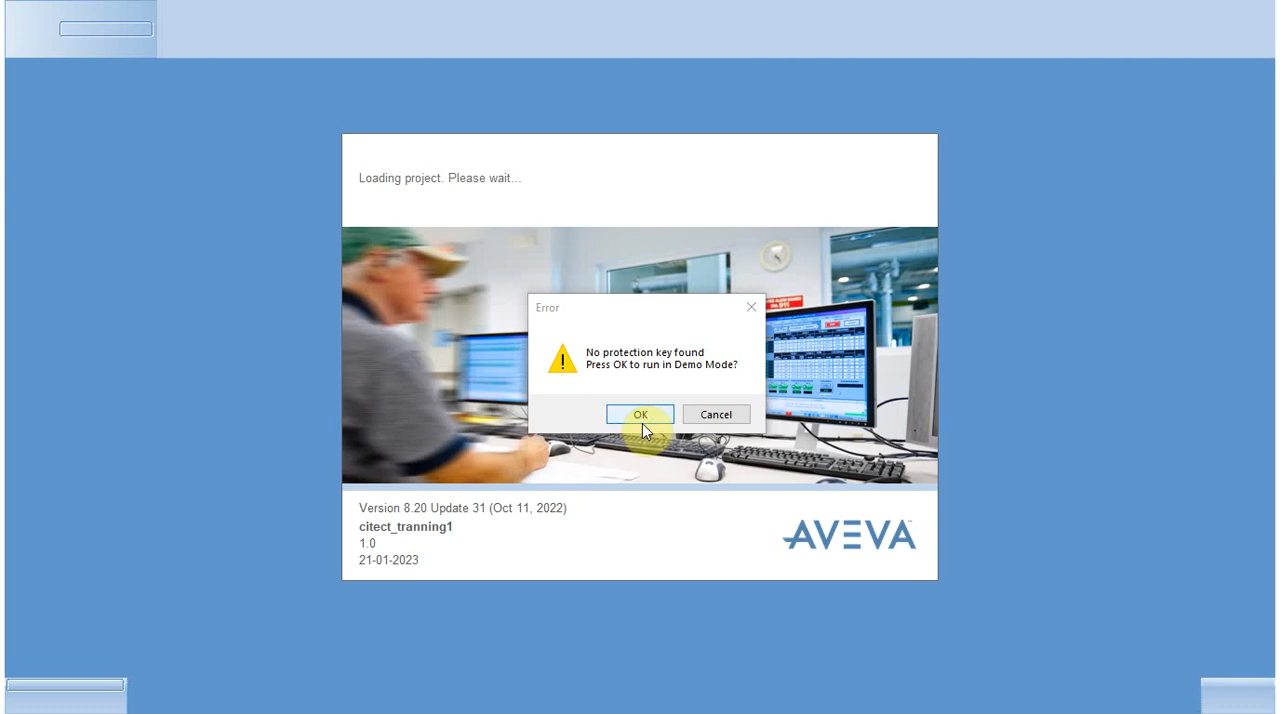 Loading project. Please wait...
Error
No protection key found
Press OK to run in Demo Mode?
OK
Cancel
Version 8.20 Update 31 (Oct 11, 2022)
citect_tranning1
1.0
21-01-2023
AVEVA